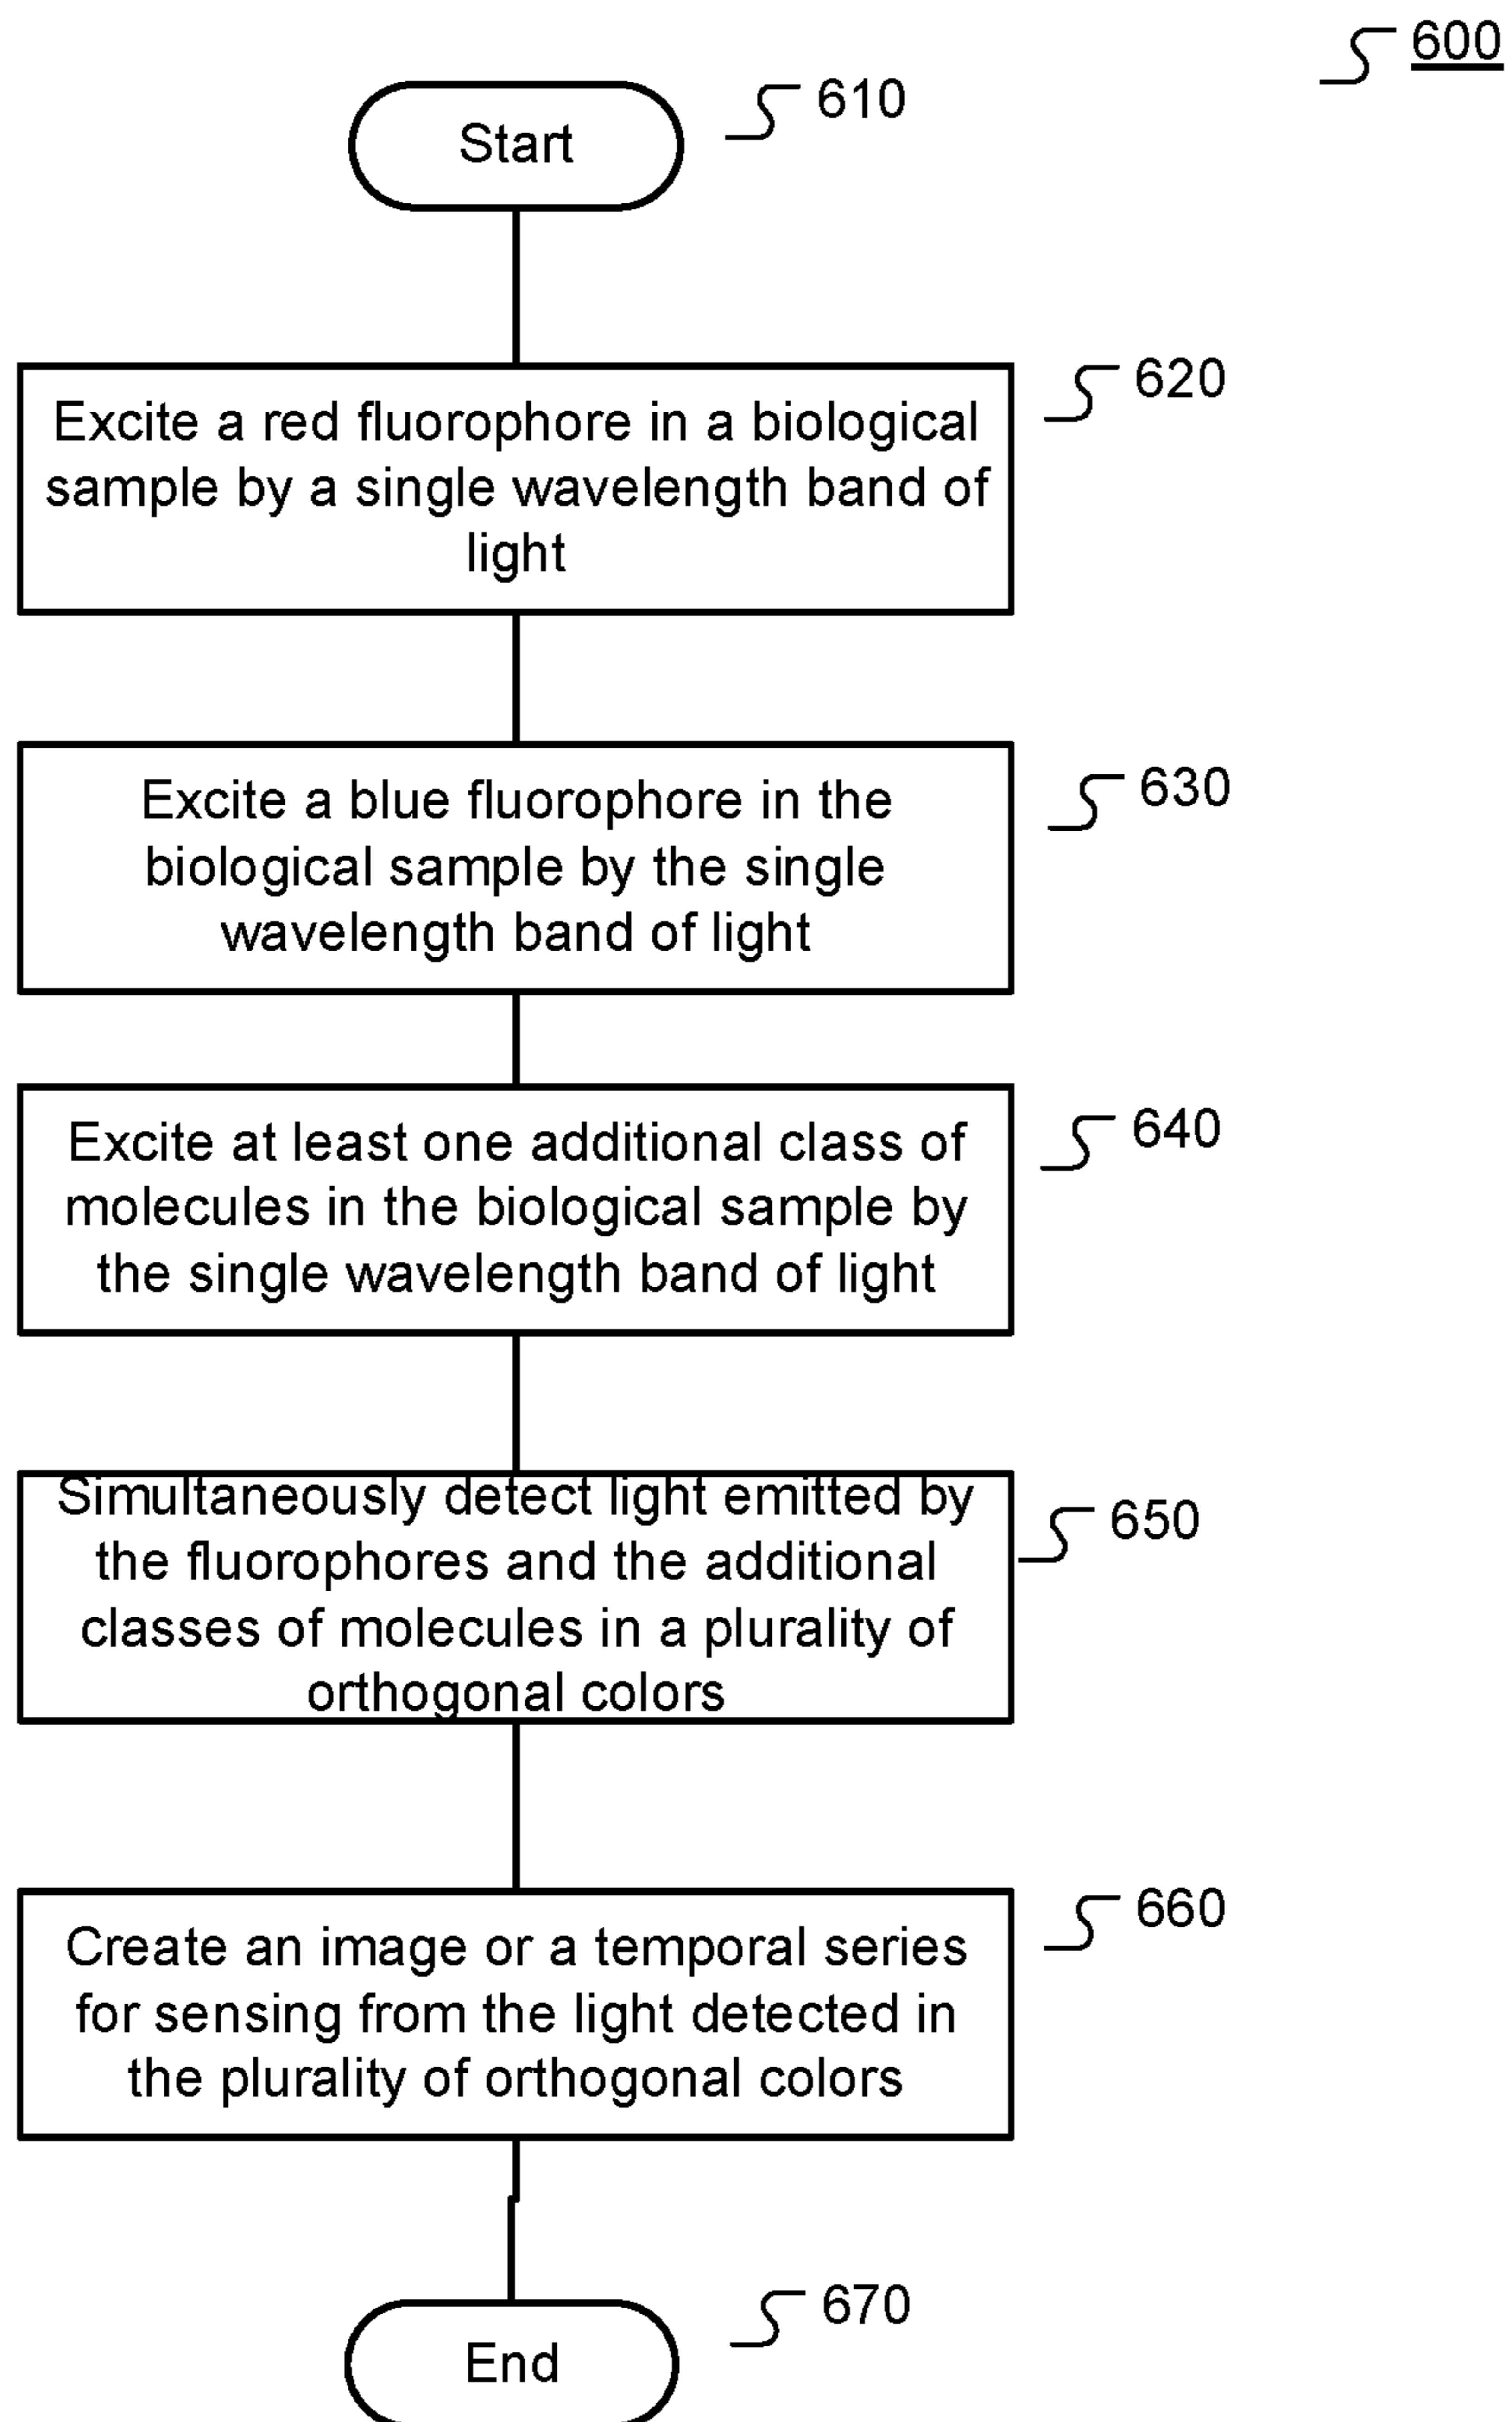 600
610
Start
620
Excite a red fluorophore in a biological
sample by a single wavelength band of
light
630
Excite a blue fluorophore in the
biological sample by the single
wavelength band of light
640
Excite at least one additional class of
molecules in the biological sample by
the single wavelength band of light
650
Simultaneously detect light emitted by
the fluorophores and the additional
classes of molecules in a plurality of
orthogonal colors
660
Create an image or a temporal series
for sensing from the light detected in
the plurality of orthogonal colors
670
End